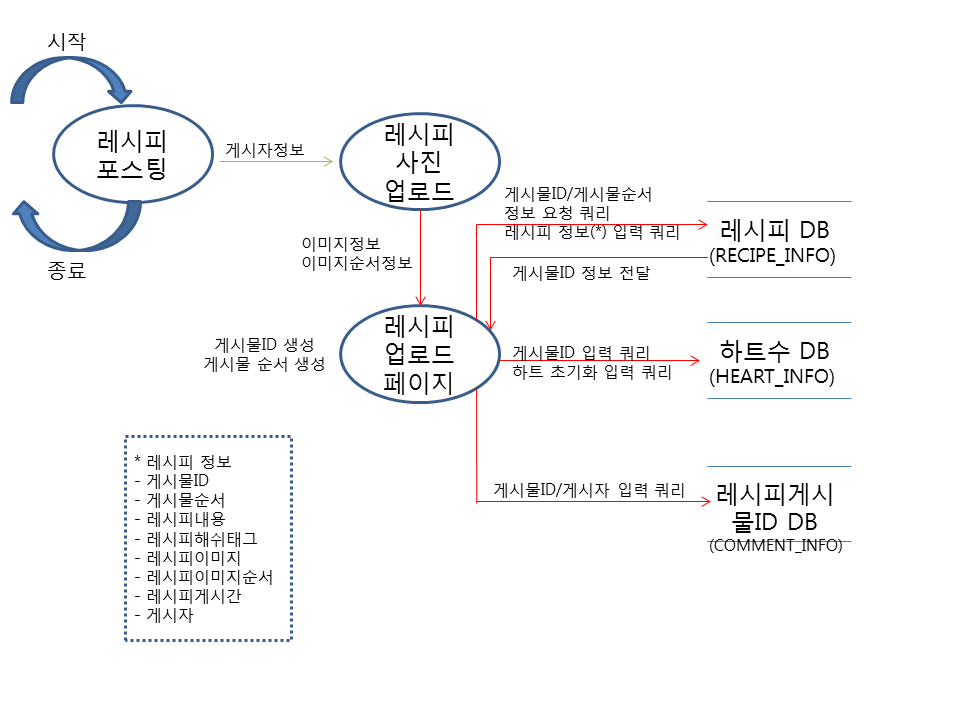 시작
레시피
포스팅
종료
게시자정보
레시피
사진
업로드
이미지정보
이미지순서정보
게시물ID/게시물순서
정보 요청 쿼리
레시피 정보(*) 입력 쿼리
게시물ID 정보 전달
레시피 DB
(RECIPE_INFO)
게시물ID 생성
게시물 순서 생성
레시피
업로드
페이지
게시물ID 입력 쿼리
하트 초기화 입력 쿼리
하트수 DB
(HEART_INFO)
게시물ID/게시자 입력 쿼리
레시피게시
물ID DB
(COMMENT_INFO)
* 레시피 정보
- 게시물ID
- 게시물순서
- 레시피내용
- 레시피해쉬태그
- 레시피이미지
- 레시피이미지순서
- 레시피게시간
- 게시자